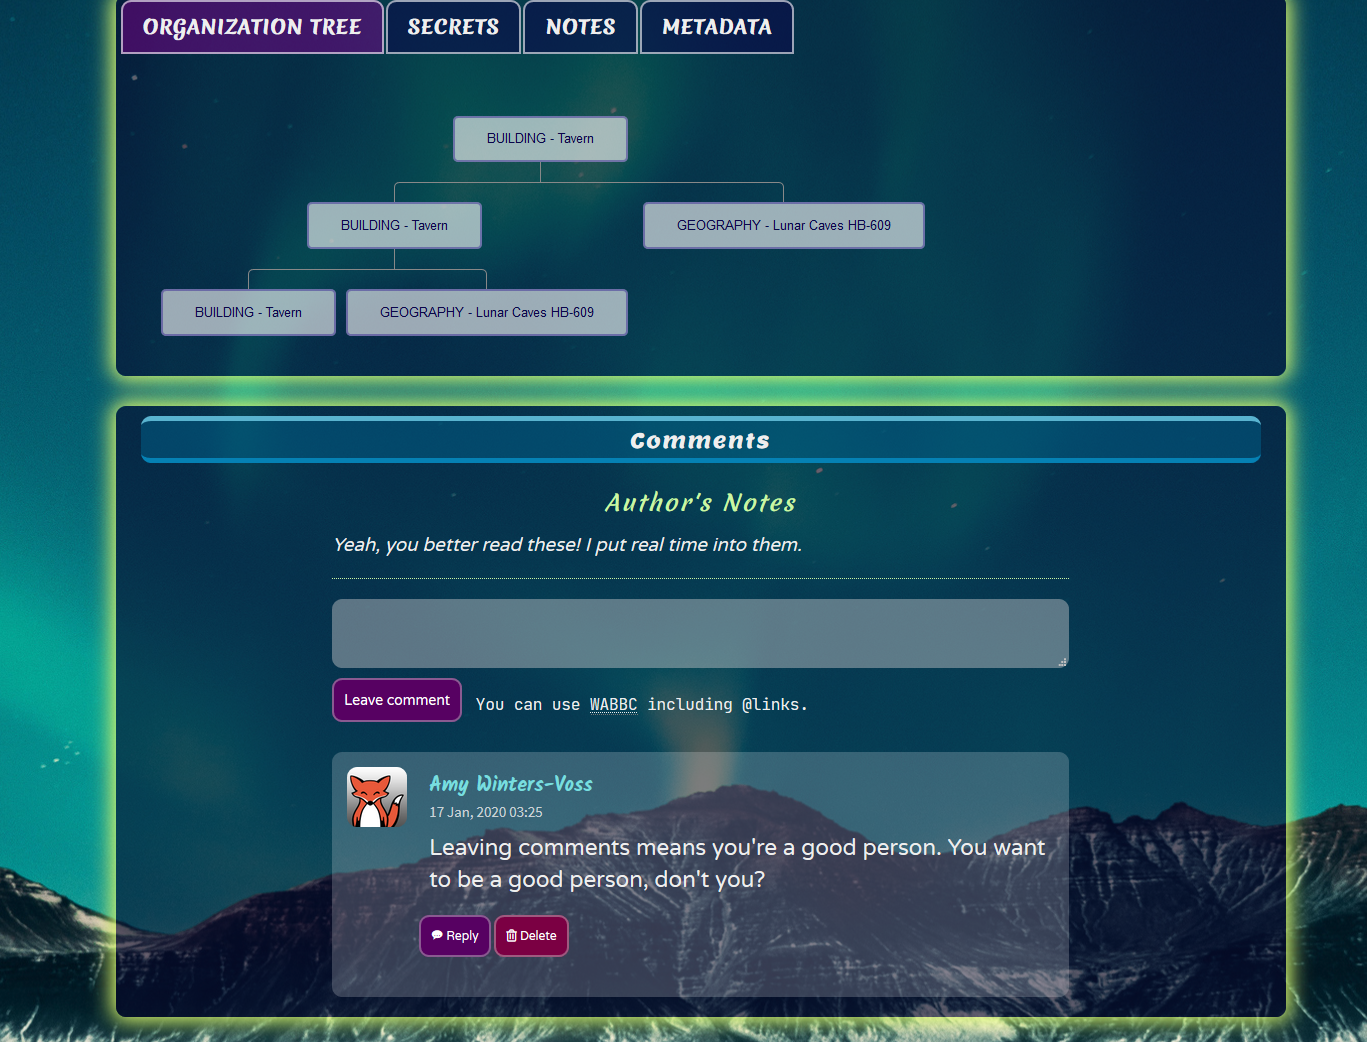 ORGANIZATION TREE
SECRETS
NOTES
METADATA
BUILDING - Tavern
BUILDING - Tavern
GEOGRAPHY - Lunar Caves HB-609
BUILDING - Tavern
GEOGRAPHY - Lunar Caves HB-609
Comments
Author's Notes
Yeah, you better read these! I put real time into them.
Leave comment
You can use WABBC including @links.
Amy Winters-Voss
17 Jan, 2020 03:25
Leaving comments means you're a good person. You want
to be a good person, don't you?
Reply
Delete